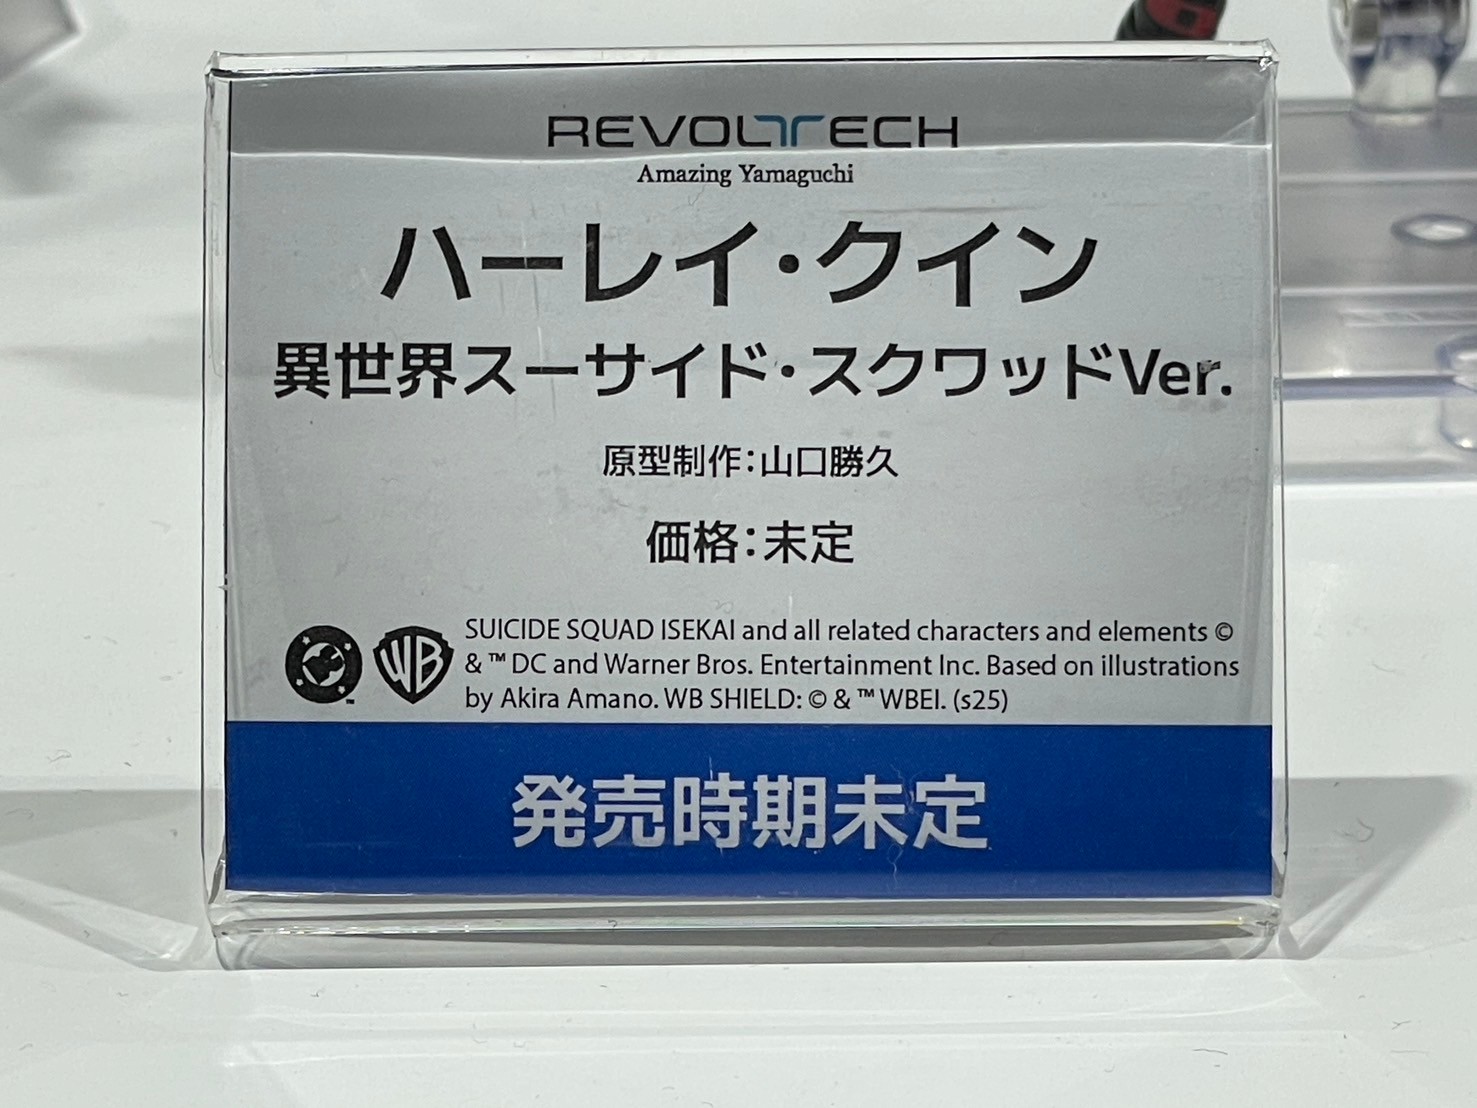 REVOLTECH
Amazing Yamaguchi
ハーレイ・クイン
異世界スーサイド・スクワッドVer.
原型制作：山口勝久
価格：未定
WB
SUICIDE SQUAD ISEKAI and all related characters and elements ©
& ™ DC and Warner Bros. Entertainment Inc. Based on illustrations
by Akira Amano. WB SHIELD: © & ™ WBEI. (s25)
発売時期未定